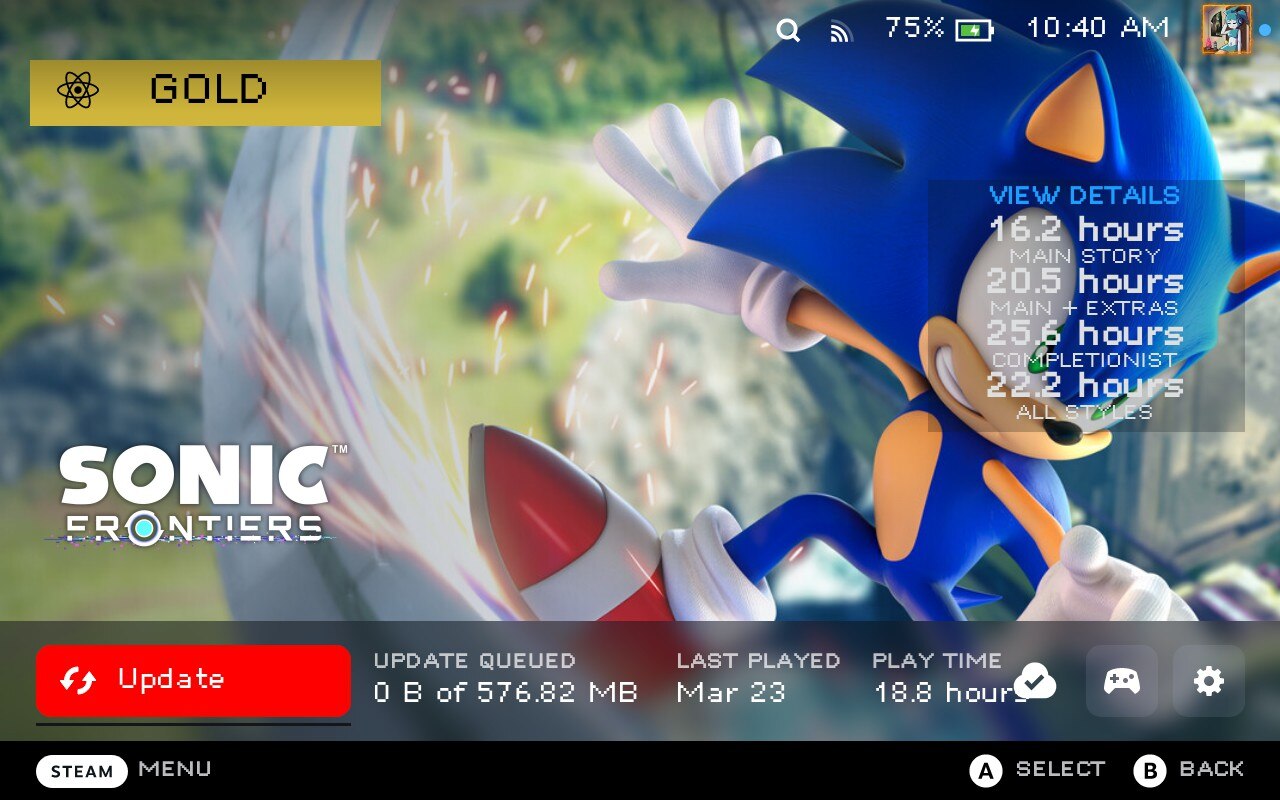 75% 10:40 AM
GOLD
VIEW DETAILS
16.2 hours
MAIN STORY
20.5 hours
MAIN + EXTRAS
25.6 hours
COMPLETIONIST
22.2 hours
ALL STYLES
SONIC™
FRONTIERS
Update
UPDATE QUEUED
0 B of 576.82 MB
LAST PLAYED
Mar 23
PLAY TIME
18.8 hours
STEAM MENU
A SELECT B BACK